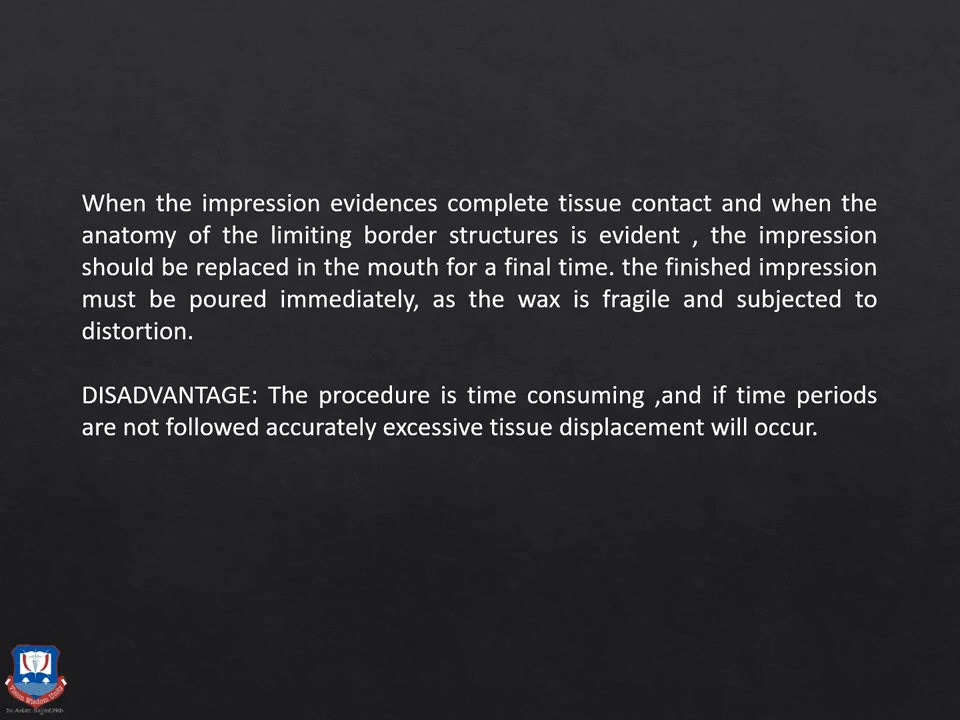 When the impression evidences complete tissue contact and when the
anatomy of the limiting border structures is evident , the impression
should be replaced in the mouth for a final time. the finished impression
must be poured immediately, as the wax is fragile and subjected to
distortion.
DISADVANTAGE: The procedure is time consuming ,and if time periods
are not followed accurately excessive tissue displacement will occur.
Vision Wisdom Unity